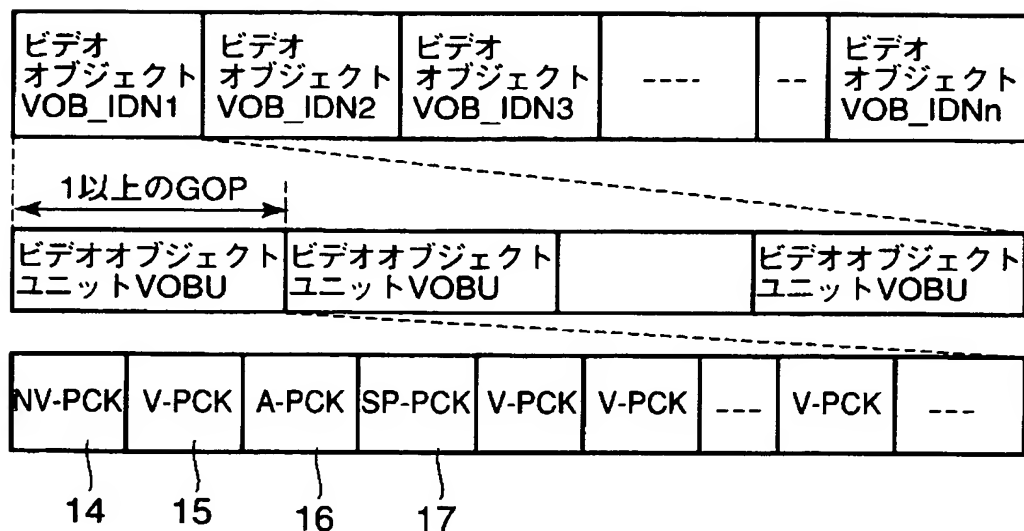 ビデオ
オブジェクト
VOB_IDN1
ビデオ
オブジェクト
VOB_IDN2
ビデオ
オブジェクト
VOB_IDN3
----
--
ビデオ
オブジェクト
VOB_IDNn
1以上のGOP
ビデオオブジェクト
ユニットVOBU
ビデオオブジェクト
ユニットVOBU
ビデオオブジェクト
ユニットVOBU
NV-PCK V-PCK A-PCK SP-PCK V-PCK V-PCK --- V-PCK ---
14 15 16 17